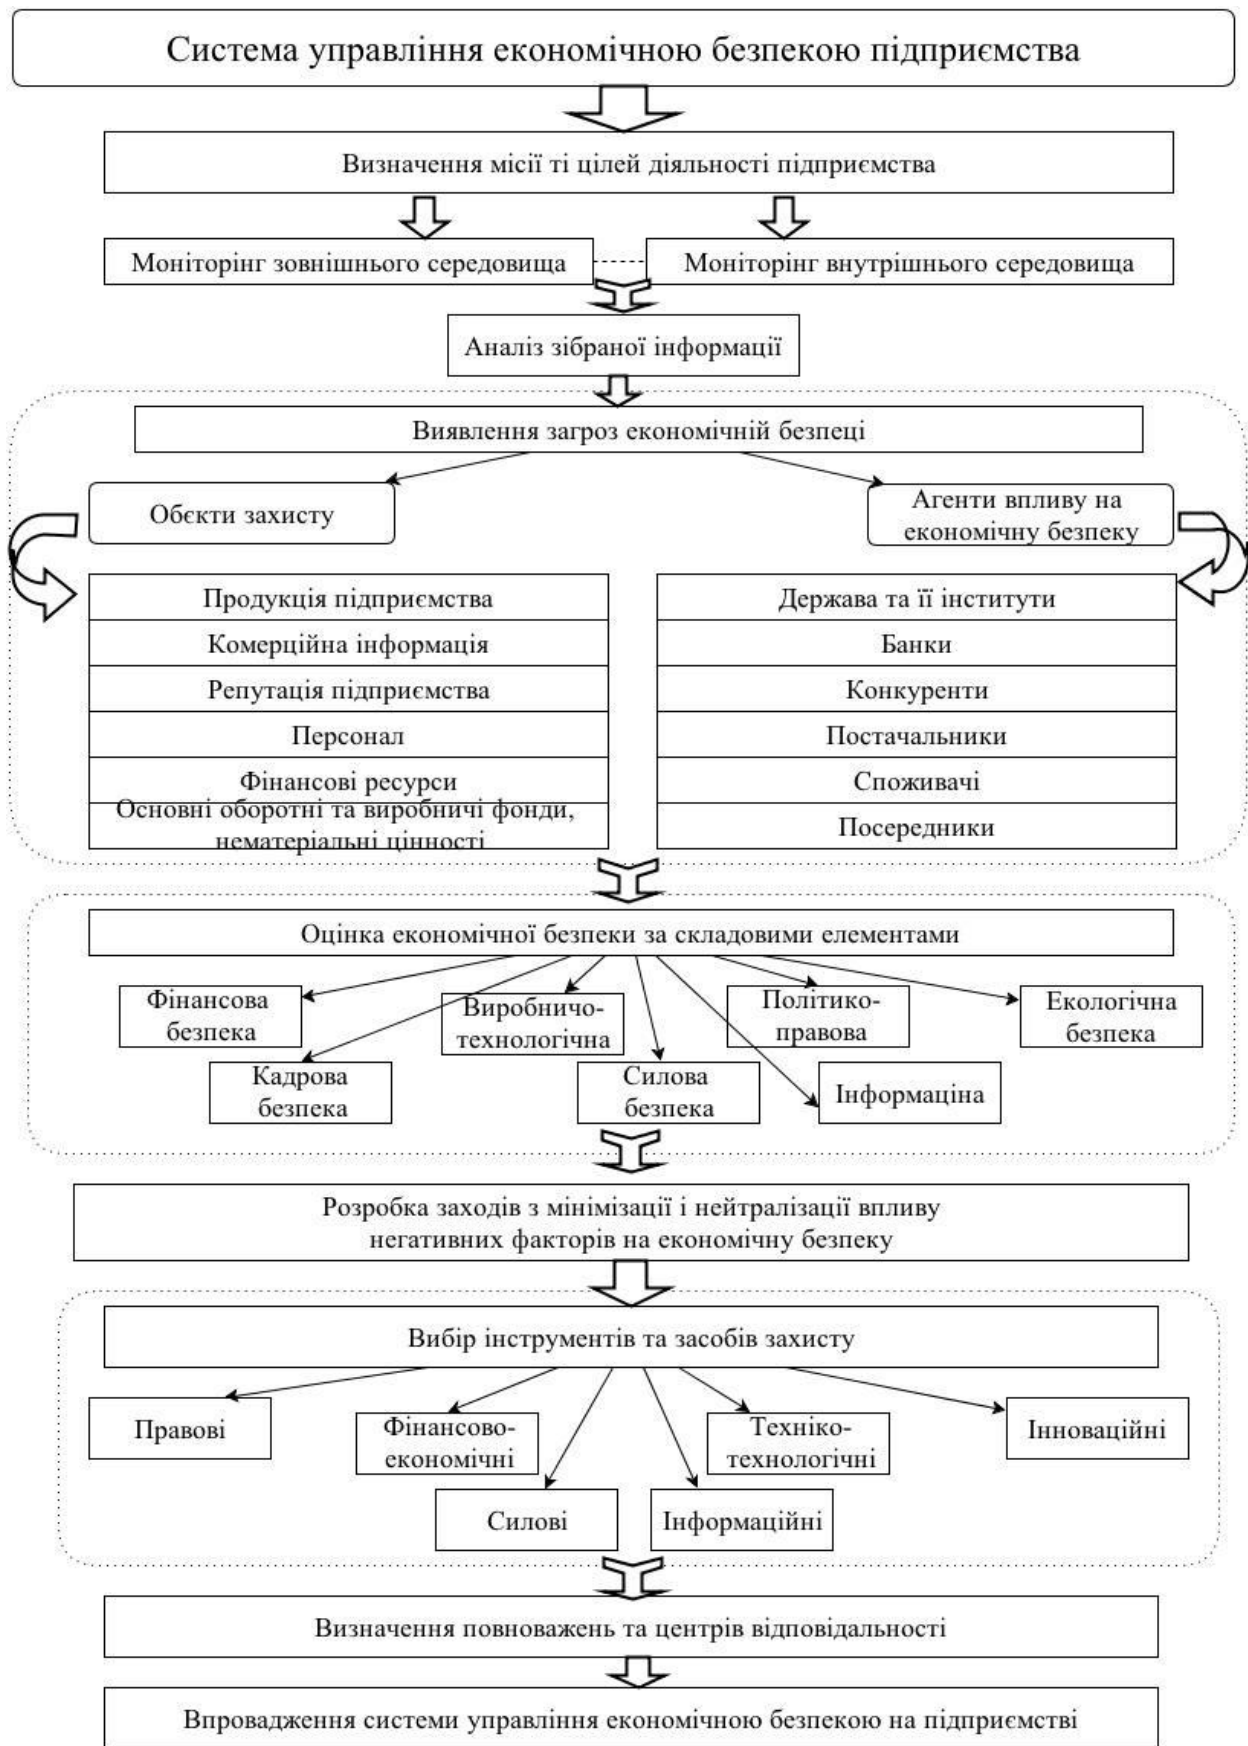 Система управління економічною безпекою підприємства
Визначення місії ті цілей діяльності підприємства
Моніторінг зовнішнього середовища
Моніторінг внутрішнього середовища
Аналіз зібраної інформації
Виявлення загроз економічній безпеці
Обєкти захисту
Агенти впливу на
економічну безпеку
Продукція підприємства
Комерційна інформація
Репутація підприємства
Персонал
Фінансові ресурси
Основні оборотні та виробничі фонди,
нематеріальні цінності
Держава та її інститути
Банки
Конкуренти
Постачальники
Споживачі
Посередники
Оцінка економічної безпеки за складовими елементами
Фінансова
безпека
Виробничо-
технологічна
Політико-
правова
Екологічна
безпека
Кадрова
безпека
Силова
безпека
Інформаціна
Розробка заходів з мінімізації і нейтралізації впливу
негативних факторів на економічну безпеку
Вибір інструментів та засобів захисту
Правові
Фінансово-
економічні
Техніко-
технологічні
Інноваційні
Силові
Інформаційні
Визначення повноважень та центрів відповідальності
Впровадження системи управління економічною безпекою на підприємстві